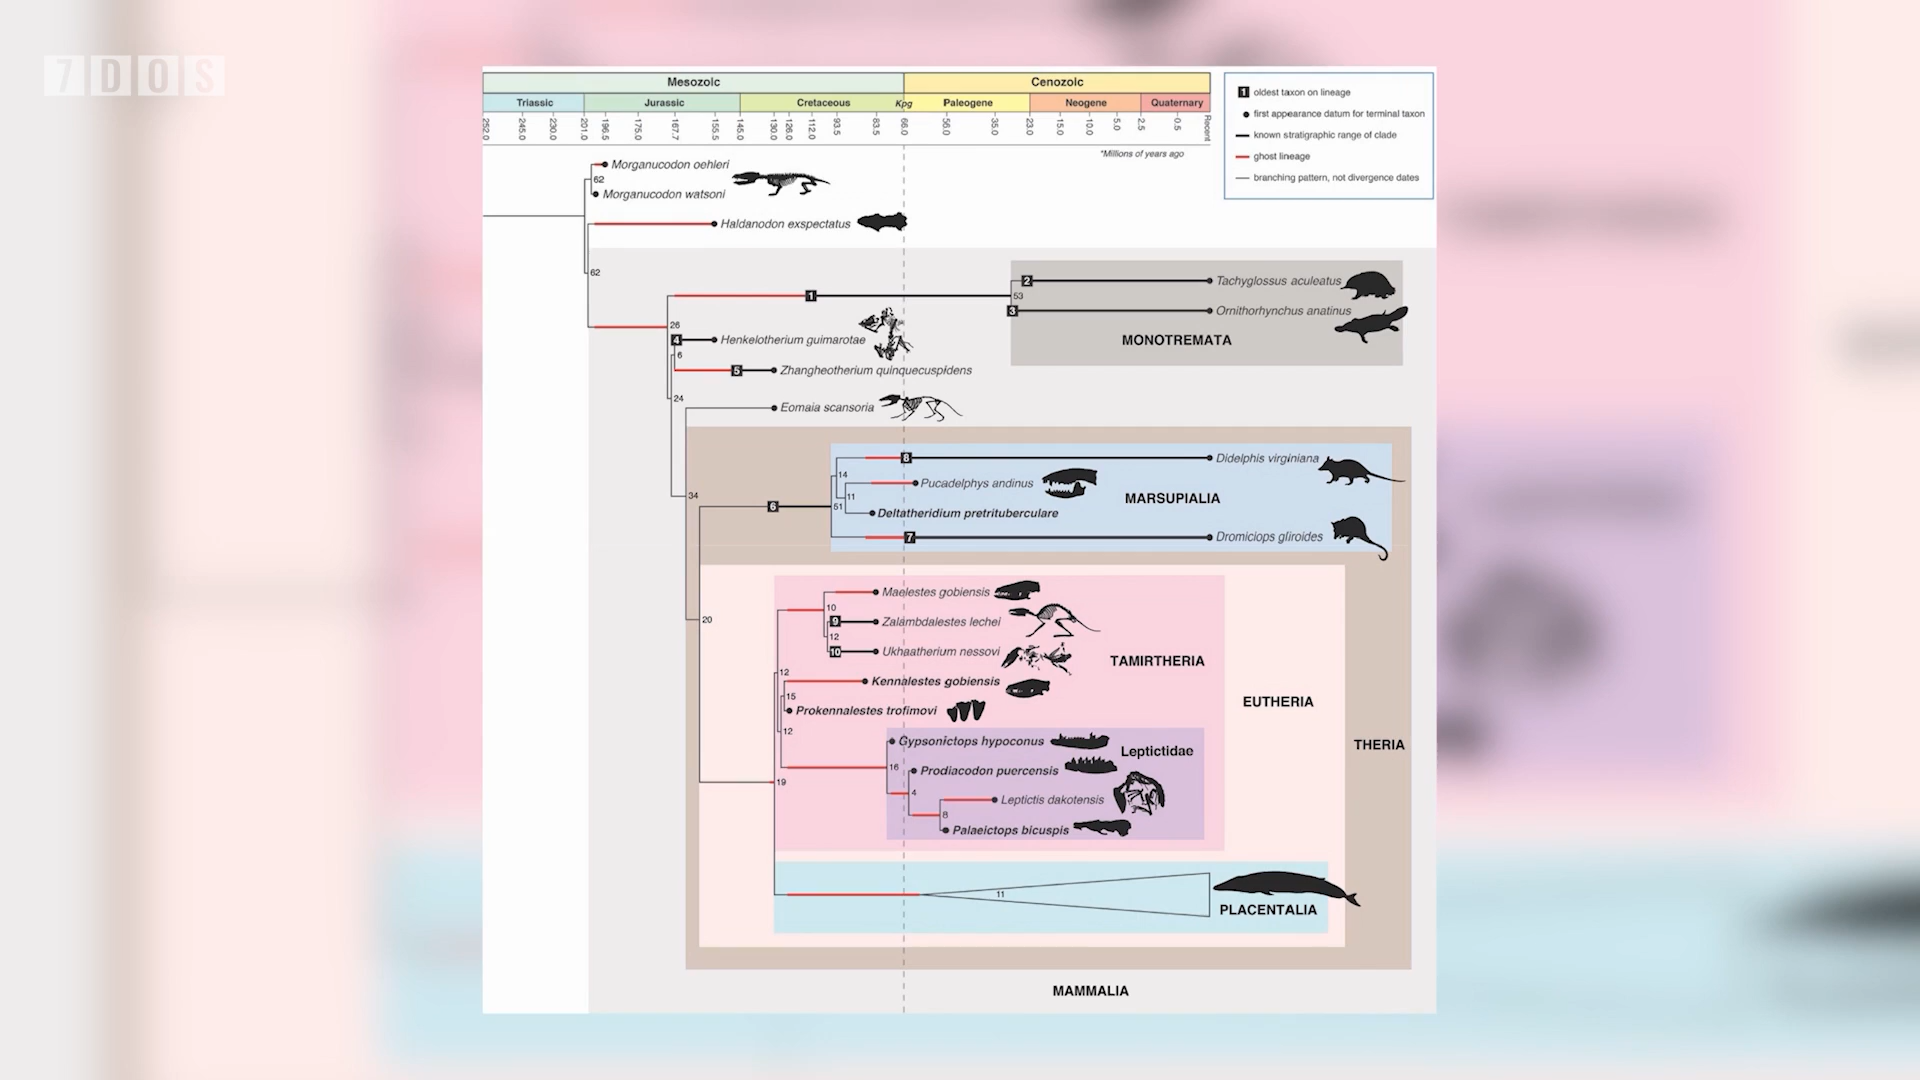 7DOS
Mesozoic Cenozoic
Triassic Jurassic Cretaceous Kpg Paleogene Neogene Quaternary
252.0 245.0 230.0 201.0 196.5 175.0 167.7 155.5 145.0 130.0 126.0 112.0 93.5 83.5 66.0 56.0 35.0 23.0 15.0 10.0 5.0 2.5 0.5 Recent
*Millions of years ago
1 oldest taxon on lineage
first appearance datum for terminal taxon
known stratigraphic range of clade
ghost lineage
branching pattern, not divergence dates
Morganucodon oehleri
62
Morganucodon watsoni
Haldanodon exspectatus
62
2 Tachyglossus aculeatus
1 53
3 Ornithorhynchus anatinus
26
4 Henkelotherium guimarotae MONOTREMATA
6
5 Zhangheotherium quinquecuspidens
24
Eomaia scansoria
8 Didelphis virginiana
14
Pucadelphys andinus
34 11 MARSUPIALIA
6 51
Deltatheridium pretrituberculare
7 Dromiciops gliroides
Maelestes gobiensis
10
20 9 Zalambdalestes lechei
12
10 Ukhaatherium nessovi
TAMIRTHERIA
12
Kennalestes gobiensis
15
EUTHERIA
Prokennalestes trofimovi
12
Gypsonictops hypoconus
THERIA
Leptictidae
16
Prodiacodon puercensis
19
4
Leptictis dakotensis
8
Palaeictops bicuspis
11
PLACENTALIA
MAMMALIA